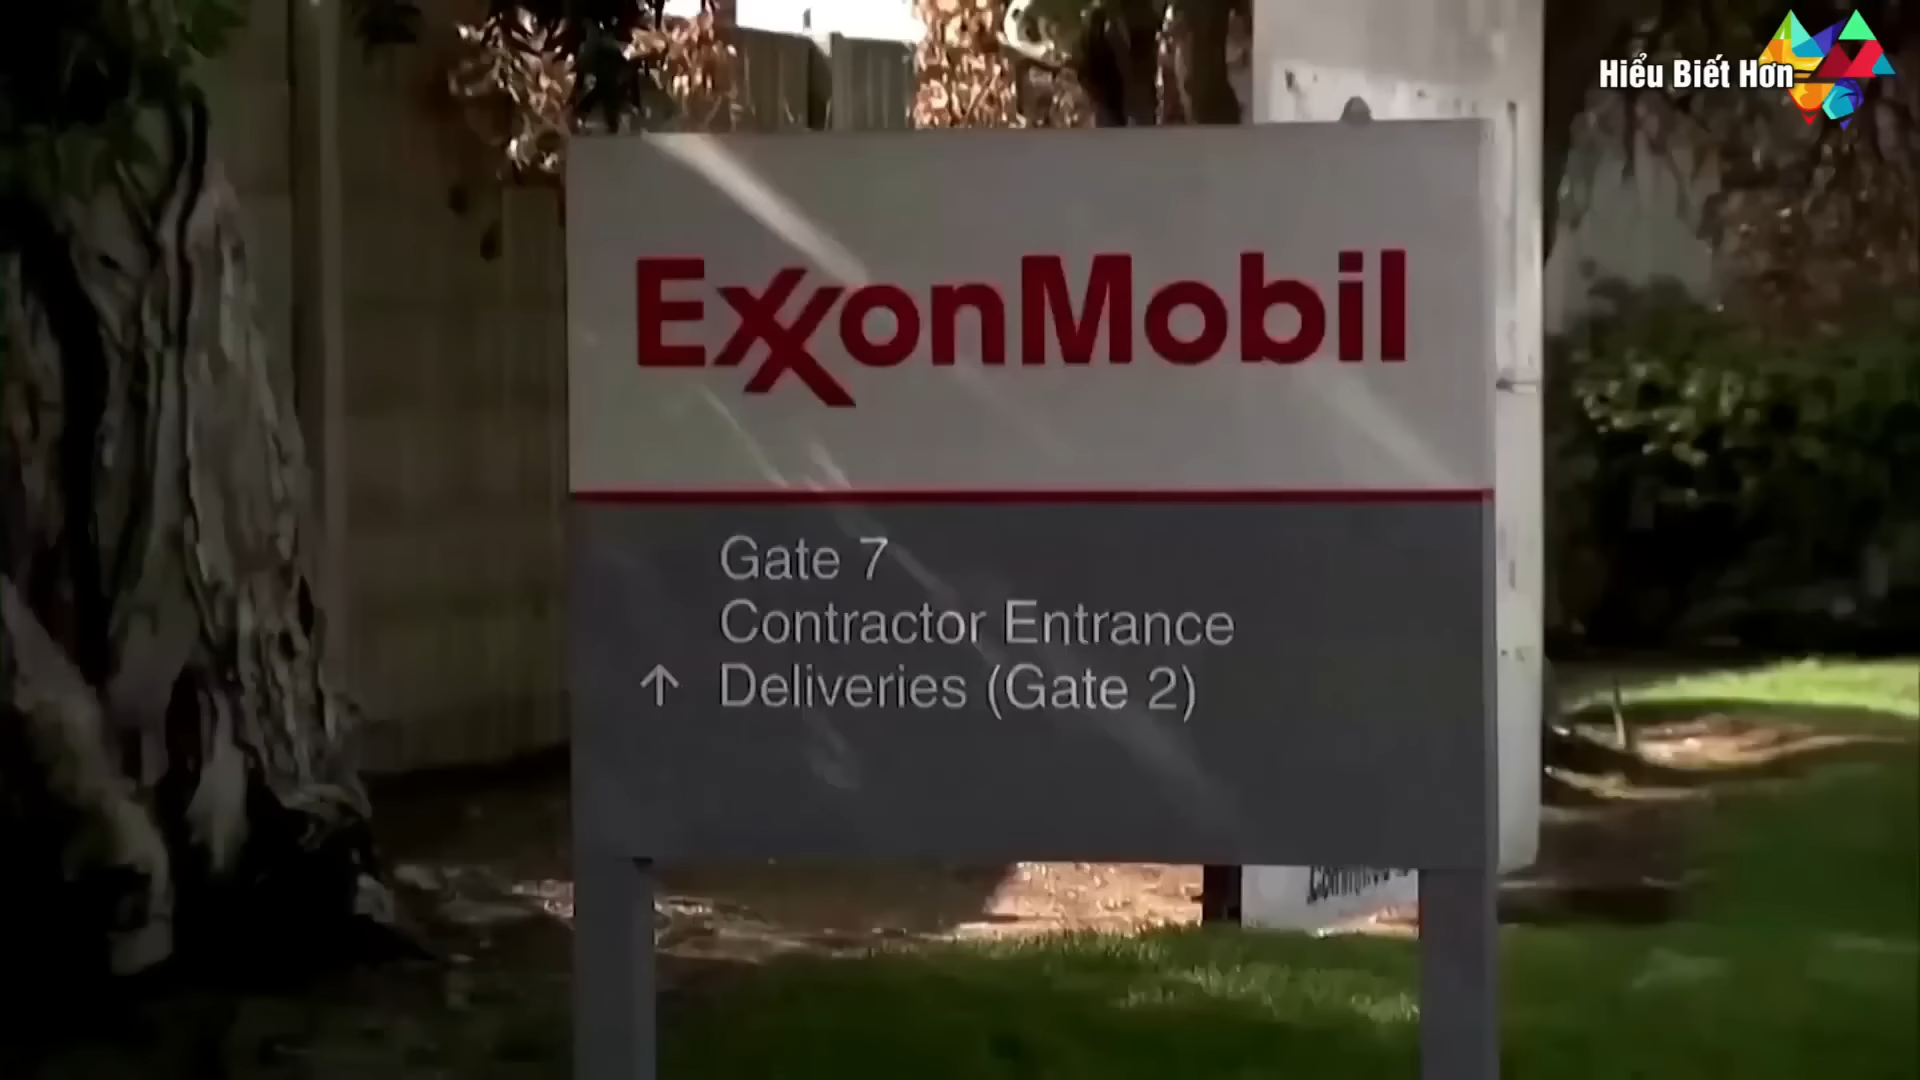 Hiểu Biết Hơn
ExxonMobil
Gate 7
Contractor Entrance
↑ Deliveries (Gate 2)